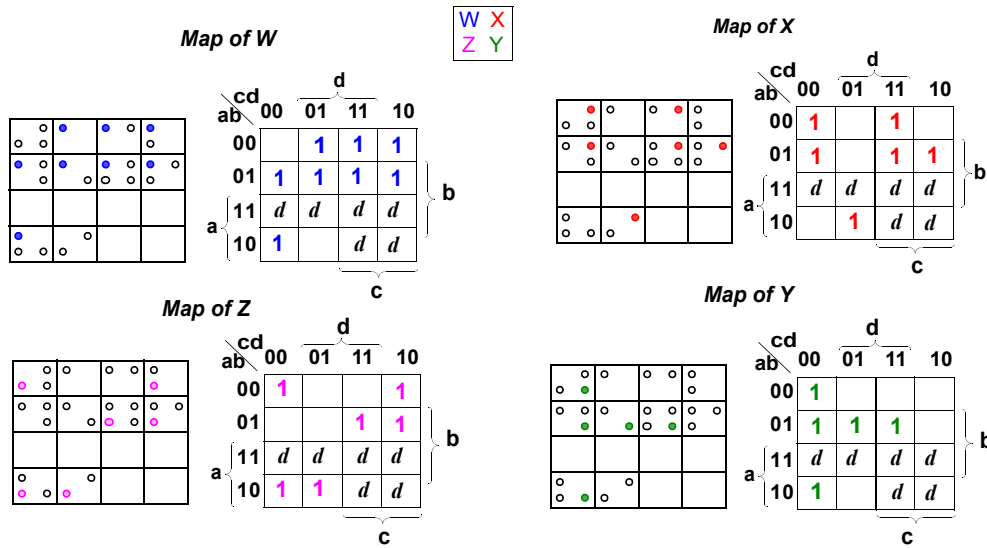 W X
Z Y
Map of W
d
cd
ab
00 01 11 10
00 1 1 1
01 1 1 1 1
11 d d d d
10 1 d d
a
b
c
Map of X
d
cd
ab
00 01 11 10
00 1 1
01 1 1 1
11 d d d d
10 1 d d
a
b
c
Map of Z
d
cd
ab
00 01 11 10
00 1 1
01 1 1
11 d d d d
10 1 1 d d
a
b
c
Map of Y
d
cd
ab
00 01 11 10
00 1
01 1 1 1
11 d d d d
10 1 d d
a
b
c